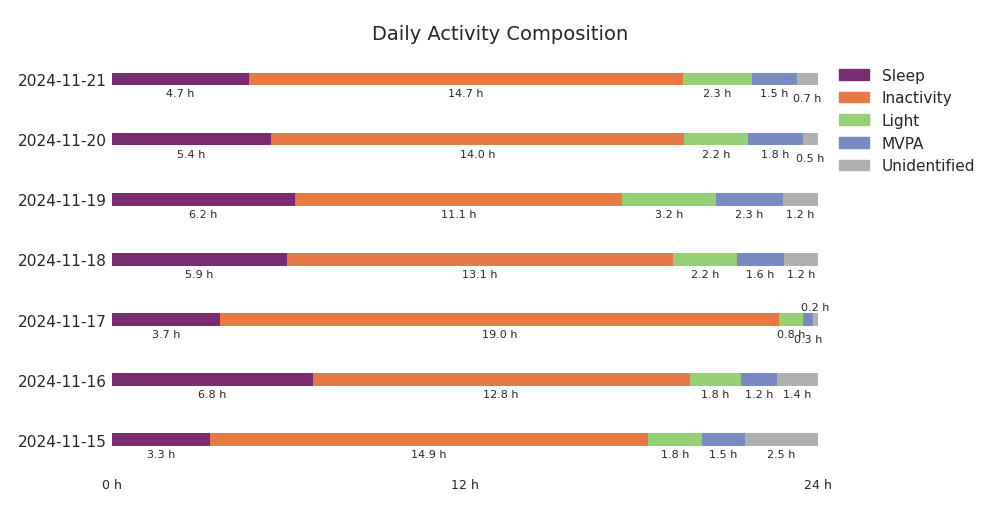 Daily Activity Composition
2024-11-21
4.7 h
14.7 h
2.3 h
1.5 h
0.7 h
2024-11-20
5.4 h
14.0 h
2.2 h
1.8 h
0.5 h
2024-11-19
6.2 h
11.1 h
3.2 h
2.3 h
1.2 h
2024-11-18
5.9 h
13.1 h
2.2 h
1.6 h
1.2 h
2024-11-17
3.7 h
19.0 h
0.8 h
0.3 h
0.2 h
2024-11-16
6.8 h
12.8 h
1.8 h
1.2 h
1.4 h
2024-11-15
3.3 h
14.9 h
1.8 h
1.5 h
2.5 h
0 h
12 h
24 h
Sleep
Inactivity
Light
MVPA
Unidentified